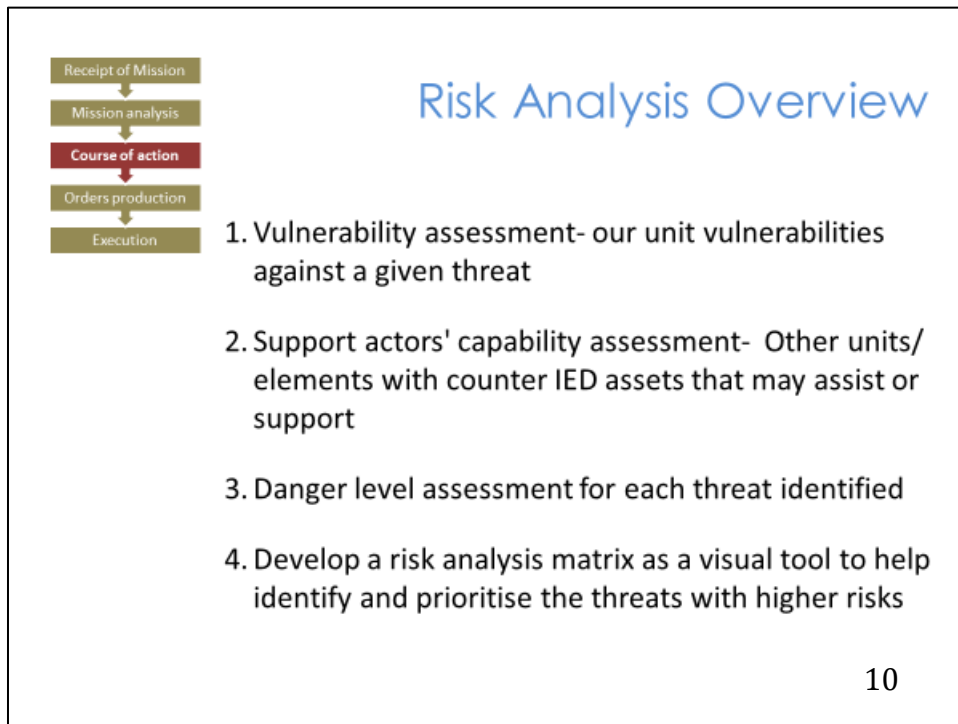 Receipt of Mission
Mission analysis
Course of action
Orders production
Execution
Risk Analysis Overview
1. Vulnerability assessment- our unit vulnerabilities
against a given threat
2. Support actors' capability assessment- Other units/
elements with counter IED assets that may assist or
support
3. Danger level assessment for each threat identified
4. Develop a risk analysis matrix as a visual tool to help
identify and prioritise the threats with higher risks
10